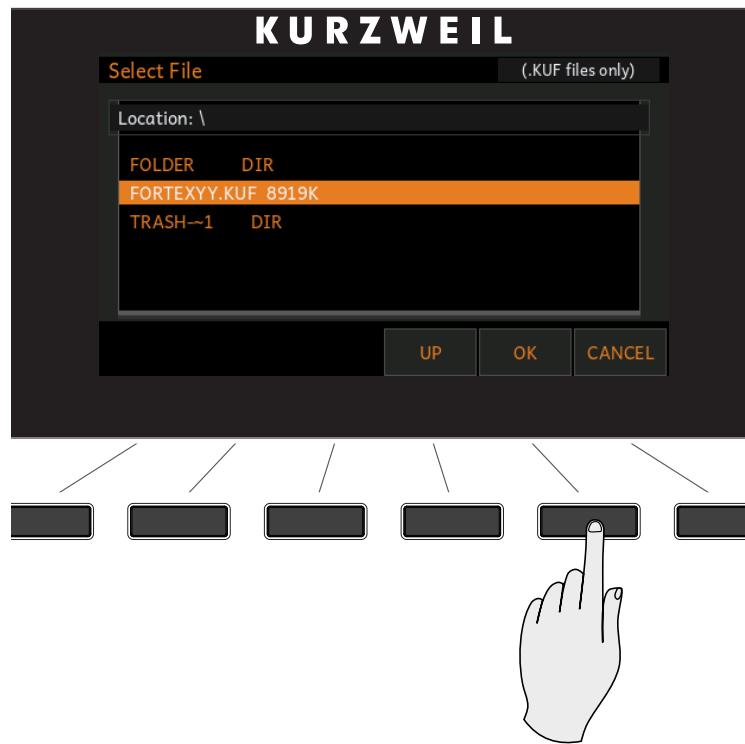 KURZWEIL
Select File (.KUF files only)
Location: \
FOLDER DIR
FORTEXYY.KUF 8919K
TRASH-~1 DIR
UP OK CANCEL